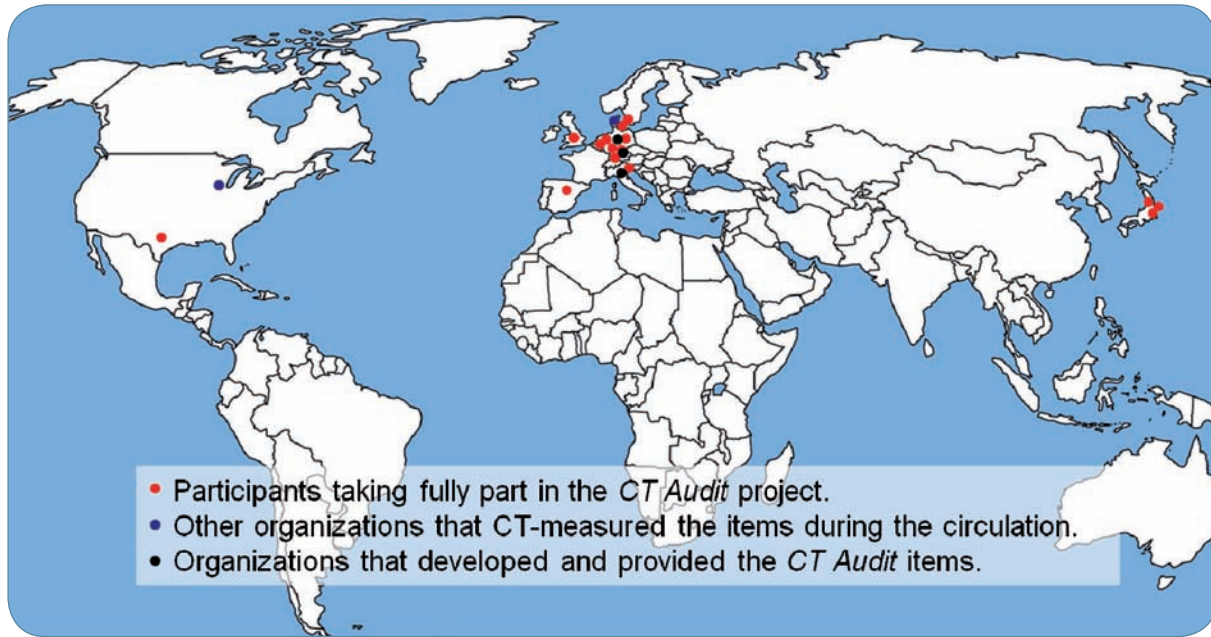 Participants taking fully part in the CT Audit project.
Other organizations that CT-measured the items during the circulation.
Organizations that developed and provided the CT Audit items.